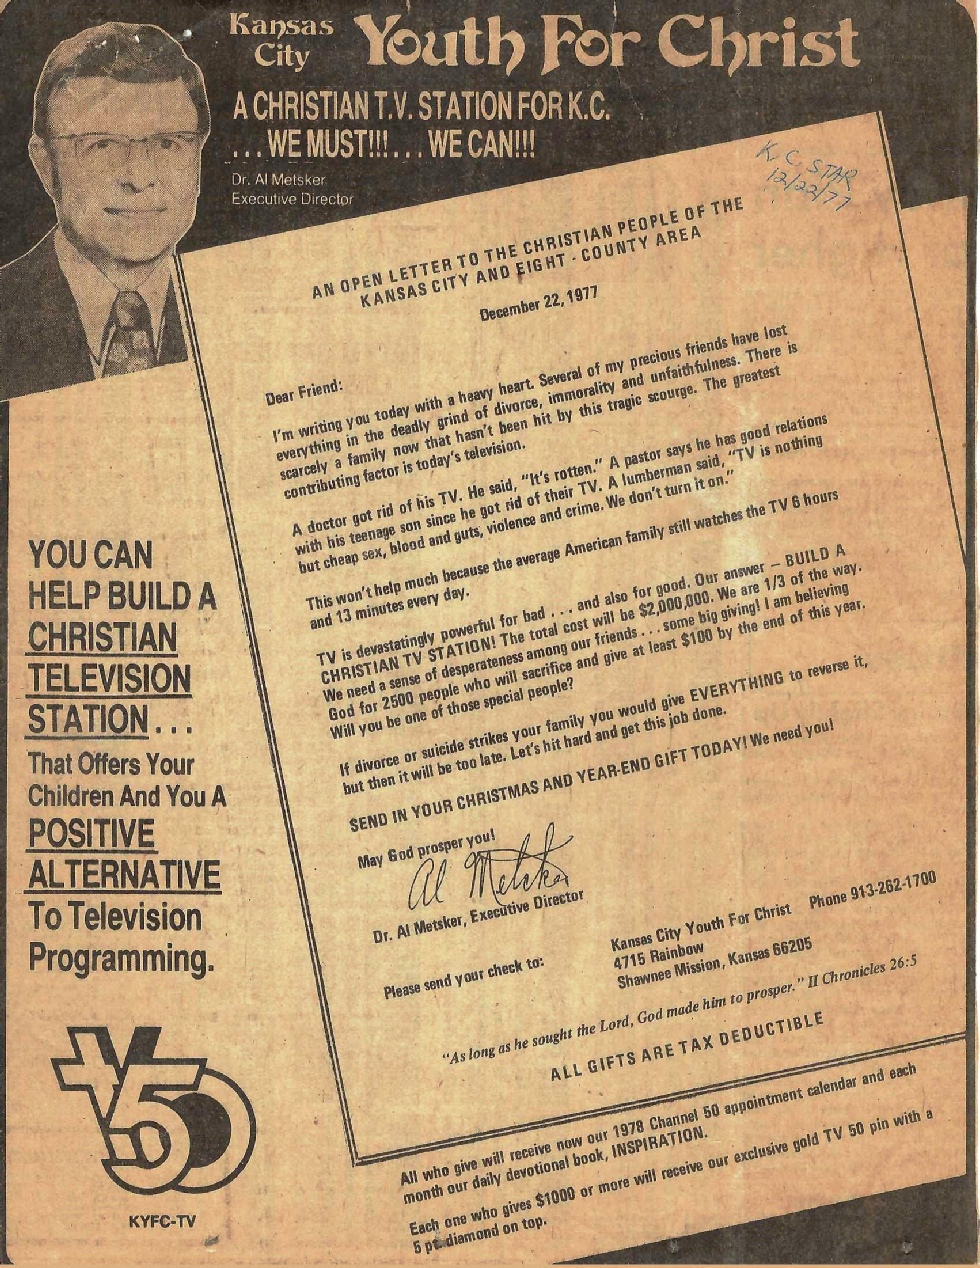 Kansas
City
Youth For Christ
A CHRISTIAN T.V. STATION FOR K.C.
...WE MUST!!!... WE CAN!!!
Dr. Al Metsker
Executive Director
K.C. STAR
12/22/77
AN OPEN LETTER TO THE CHRISTIAN PEOPLE OF THE
KANSAS CITY AND EIGHT - COUNTY AREA
December 22, 1977
Dear Friend:
I'm writing you today with a heavy heart. Several of my precious friends have lost
everything in the deadly grind of divorce, immorality and unfaithfulness. There is
scarcely a family now that hasn't been hit by this tragic scourge. The greatest
contributing factor is today's television.
A doctor got rid of his TV. He said, "It's rotten." A pastor says he has good relations
with his teenage son since he got rid of their TV. A lumberman said, "TV is nothing
but cheap sex, blood and guts, violence and crime. We don't turn it on."
This won't help much because the average American family still watches the TV 6 hours
and 13 minutes every day.
TV is devastatingly powerful for bad ... and also for good. Our answer – BUILD A
CHRISTIAN TV STATION! The total cost will be $2,000,000. We are 1/3 of the way.
We need a sense of desperateness among our friends ... some big giving! I am believing
God for 2500 people who will sacrifice and give at least $100 by the end of this year.
Will you be one of those special people?
If divorce or suicide strikes your family you would give EVERYTHING to reverse it,
but then it will be too late. Let's hit hard and get this job done.
SEND IN YOUR CHRISTMAS AND YEAR-END GIFT TODAY! We need you!
May God prosper you!
Al Metsker
Dr. Al Metsker, Executive Director
Please send your check to:
Kansas City Youth For Christ Phone 913-262-1700
4715 Rainbow
Shawnee Mission, Kansas 66205
"As long as he sought the Lord, God made him to prosper." II Chronicles 26:5
ALL GIFTS ARE TAX DEDUCTIBLE
All who give will receive now our 1978 Channel 50 appointment calendar and each
month our daily devotional book, INSPIRATION.
Each one who gives $1000 or more will receive our exclusive gold TV 50 pin with a
5 pt. diamond on top.
YOU CAN
HELP BUILD A
CHRISTIAN
TELEVISION
STATION...
That Offers Your
Children And You A
POSITIVE
ALTERNATIVE
To Television
Programming.
TV50
KYFC-TV